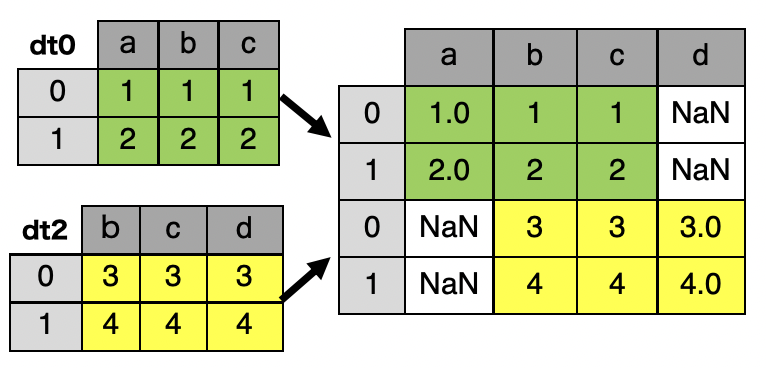 dt0 a b c
0 1 1 1
1 2 2 2
dt2 b c d
0 3 3 3
1 4 4 4
a b c d
0 1.0 1 1 NaN
1 2.0 2 2 NaN
0 NaN 3 3 3.0
1 NaN 4 4 4.0